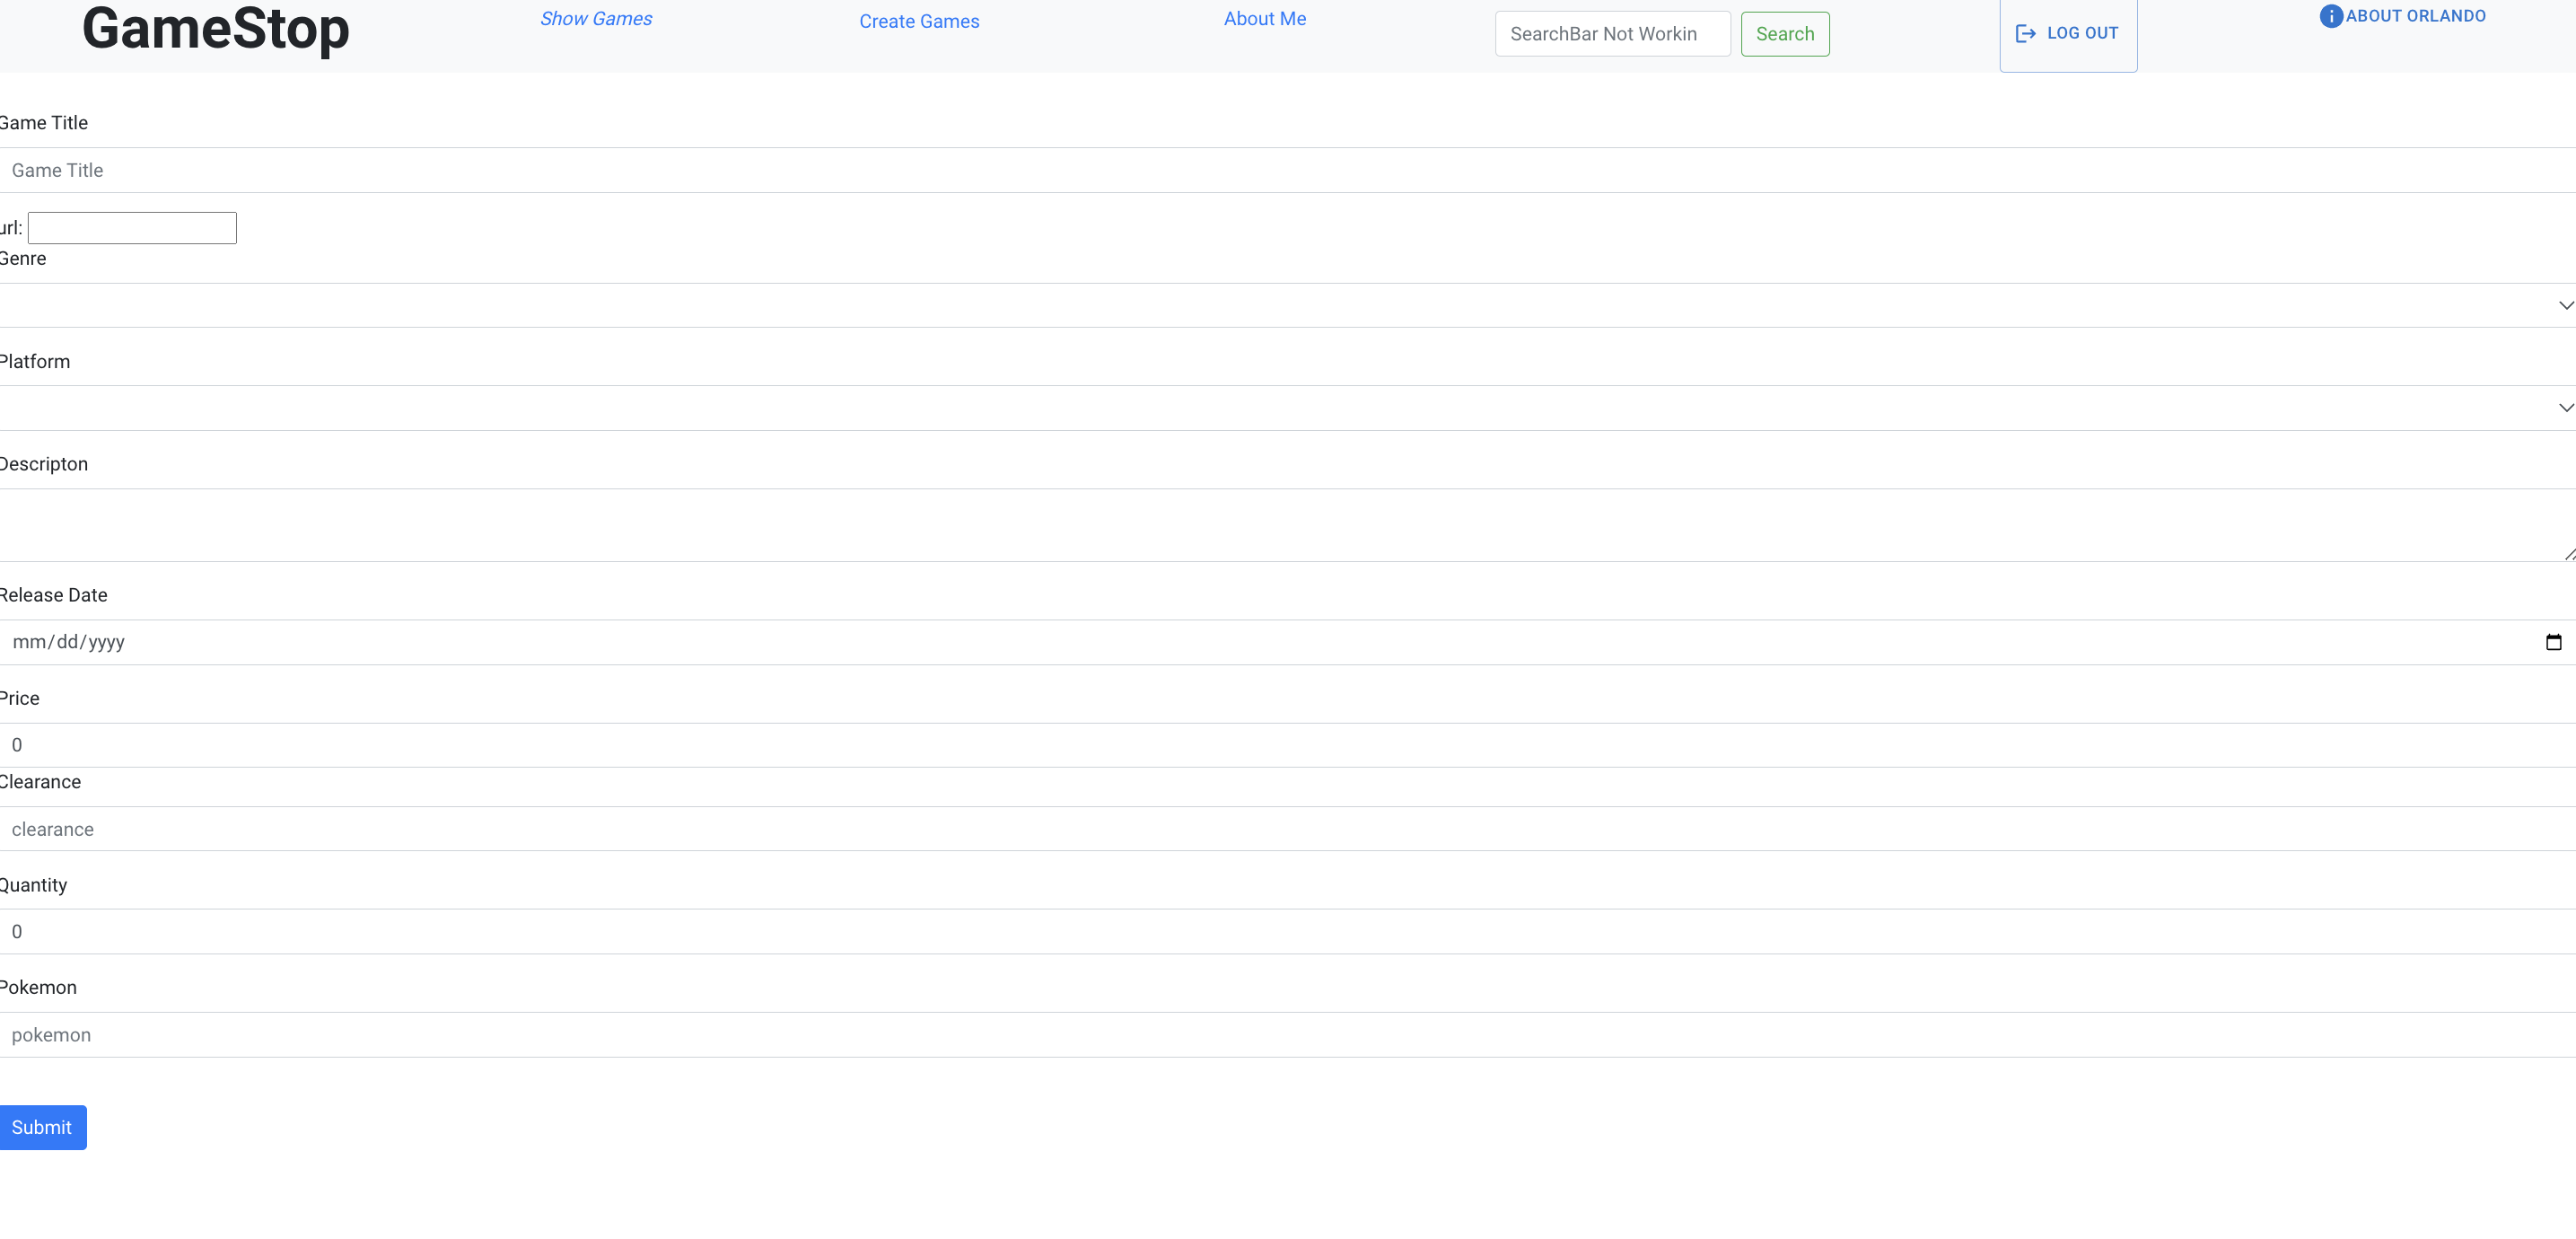 GameStop
Show Games
Create Games
About Me
SearchBar Not Workin
Search
LOG OUT
ABOUT ORLANDO
Game Title
Game Title
url:
Genre
Platform
Descripton
Release Date
mm/dd/yyyy
Price
0
Clearance
clearance
Quantity
0
Pokemon
pokemon
Submit